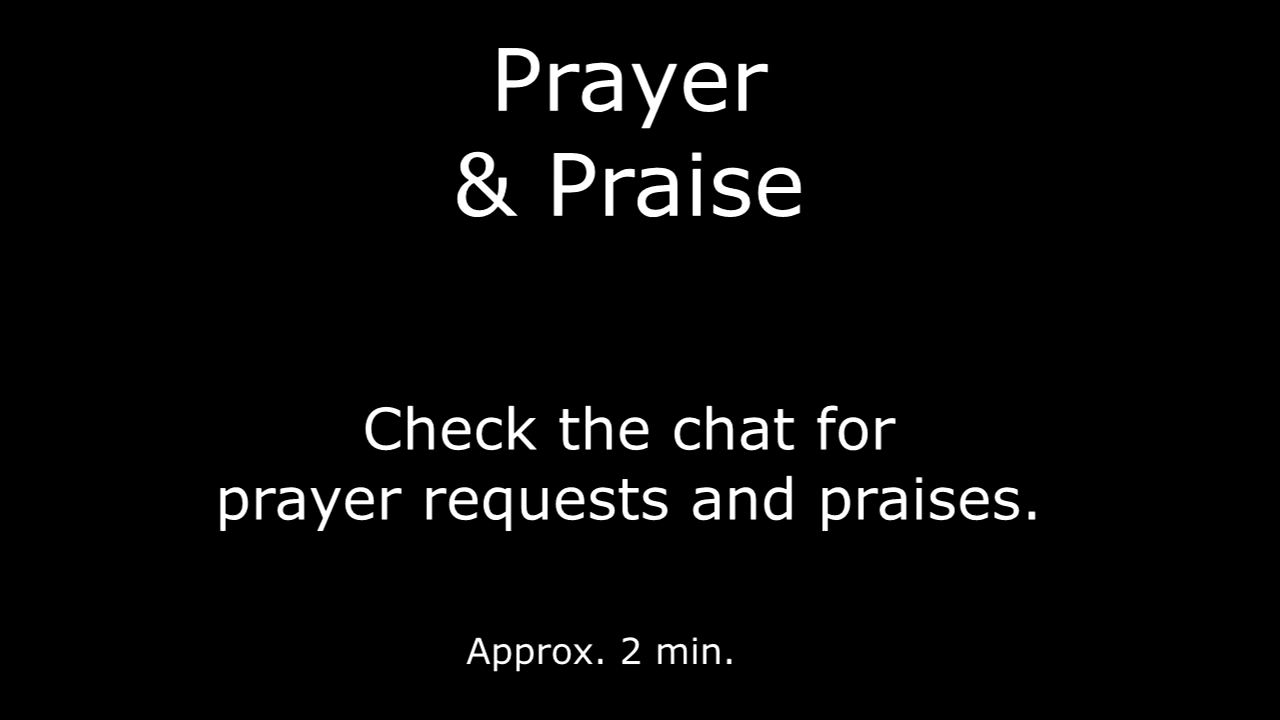 Prayer
& Praise
Check the chat for
prayer requests and praises.
Approx. 2 min.